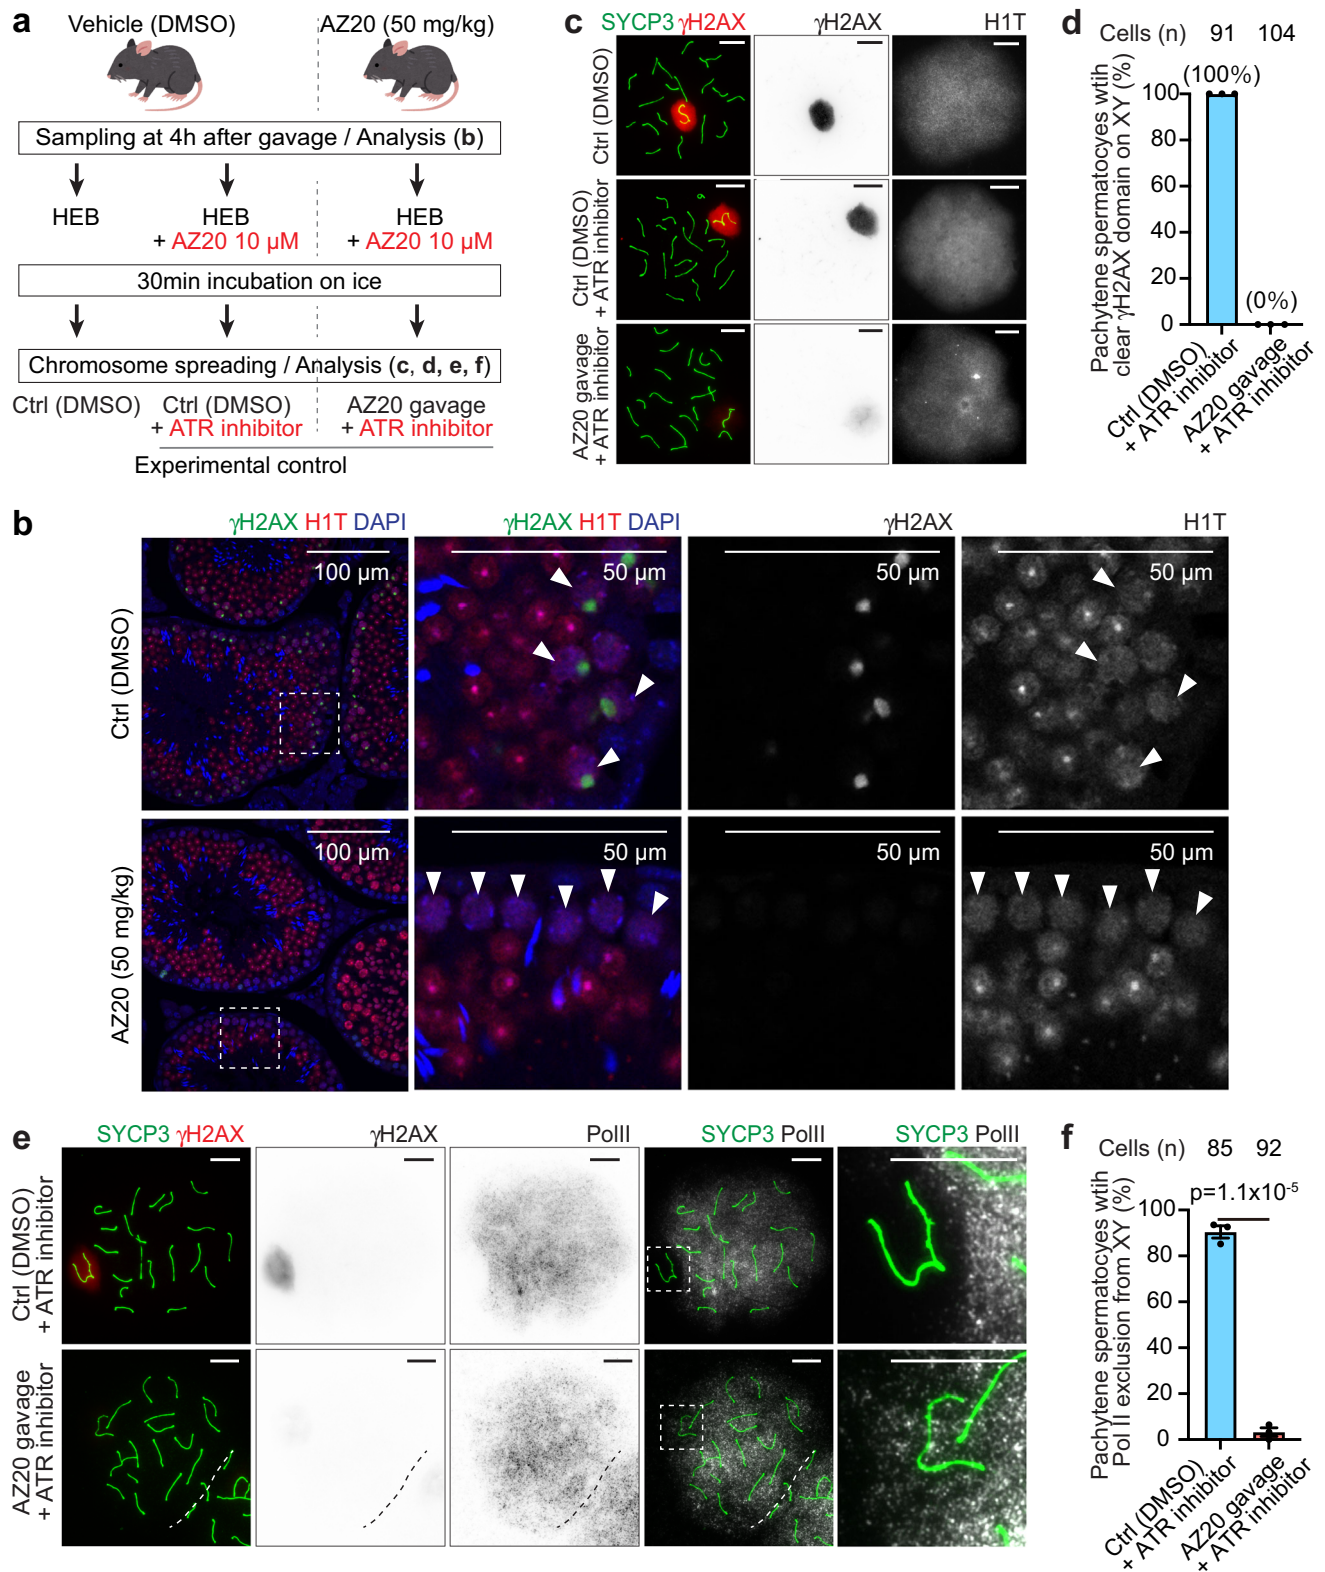 a
Vehicle (DMSO)
AZ20 (50 mg/kg)
Sampling at 4h after gavage / Analysis (b)
HEB
HEB
+ AZ20 10 μM
HEB
+ AZ20 10 μM
30min incubation on ice
Chromosome spreading / Analysis (c, d, e, f)
Ctrl (DMSO)
Ctrl (DMSO)
+ ATR inhibitor
AZ20 gavage
+ ATR inhibitor
Experimental control
c
SYCP3 γH2AX
γH2AX
H1T
Ctrl (DMSO)
Ctrl (DMSO)
+ ATR inhibitor
AZ20 gavage
+ ATR inhibitor
d
Cells (n) 91 104
Pachytene spermatocytes wtih
clear γH2AX domain on XY (%)
(100%)
100
80
60
40
20
0
(0%)
Ctrl (DMSO)
+ ATR inhibitor
AZ20 gavage
+ ATR inhibitor
b
γH2AX H1T DAPI
γH2AX H1T DAPI
γH2AX
H1T
Ctrl (DMSO)
100 μm
50 μm
50 μm
50 μm
AZ20 (50 mg/kg)
100 μm
50 μm
50 μm
50 μm
e
SYCP3 γH2AX
γH2AX
PolII
SYCP3 PolII
SYCP3 PolII
Ctrl (DMSO)
+ ATR inhibitor
AZ20 gavage
+ ATR inhibitor
f
Cells (n) 85 92
Pachytene spermatocytes wtih
Pol II exclusion from XY (%)
p=1.1x10-5
100
80
60
40
20
0
Ctrl (DMSO)
+ ATR inhibitor
AZ20 gavage
+ ATR inhibitor